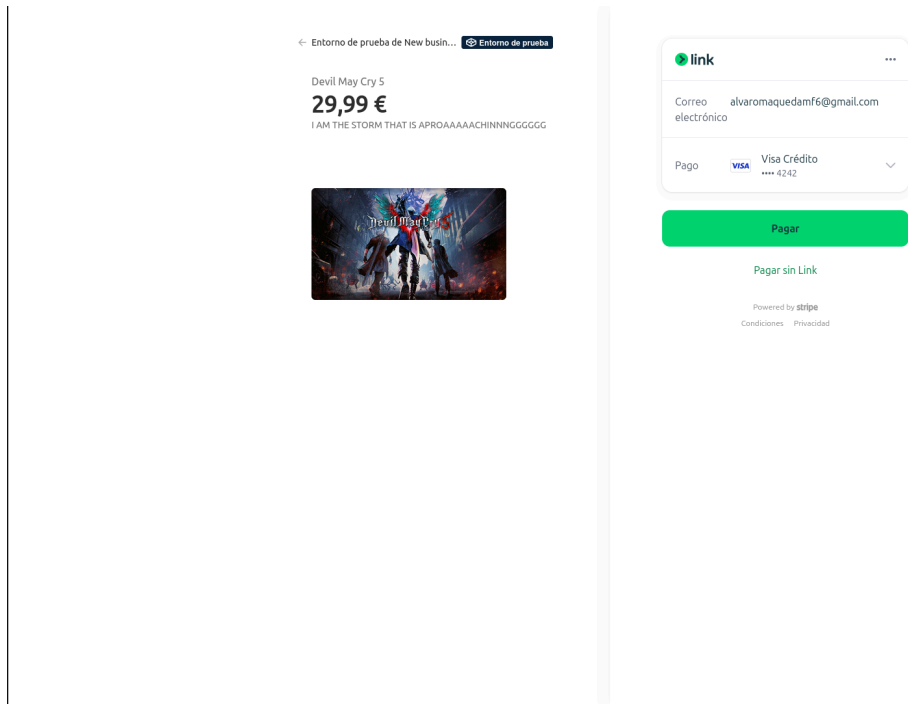 ← Entorno de prueba de New busin... Entorno de prueba
Devil May Cry 5
29,99 €
I AM THE STORM THAT IS APROAAAAACHINNNGGGGGG
Devil May Cry 5
link
...
Correo electrónico
alvaromaquedamf6@gmail.com
Pago
VISA
Visa Crédito
•••• 4242
Pagar
Pagar sin Link
Powered by stripe
Condiciones Privacidad